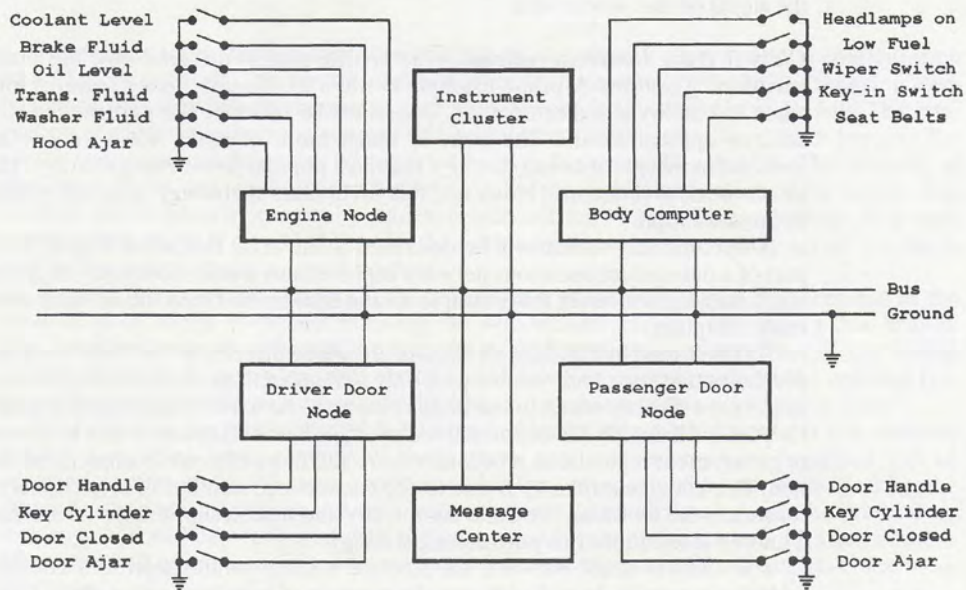 Coolant Level
Brake Fluid
Oil Level
Trans. Fluid
Washer Fluid
Hood Ajar
Headlamps on
Low Fuel
Wiper Switch
Key-in Switch
Seat Belts
Cluster
Engine Node
Body Computer
Bus
Ground
Driver Door
Node
Passenger Door
Node
Door Handle
Key Cylinder
Door Closed
Door Ajar
Message
Center
Door Handle
Key Cylinder
Door Closed
Door Ajar